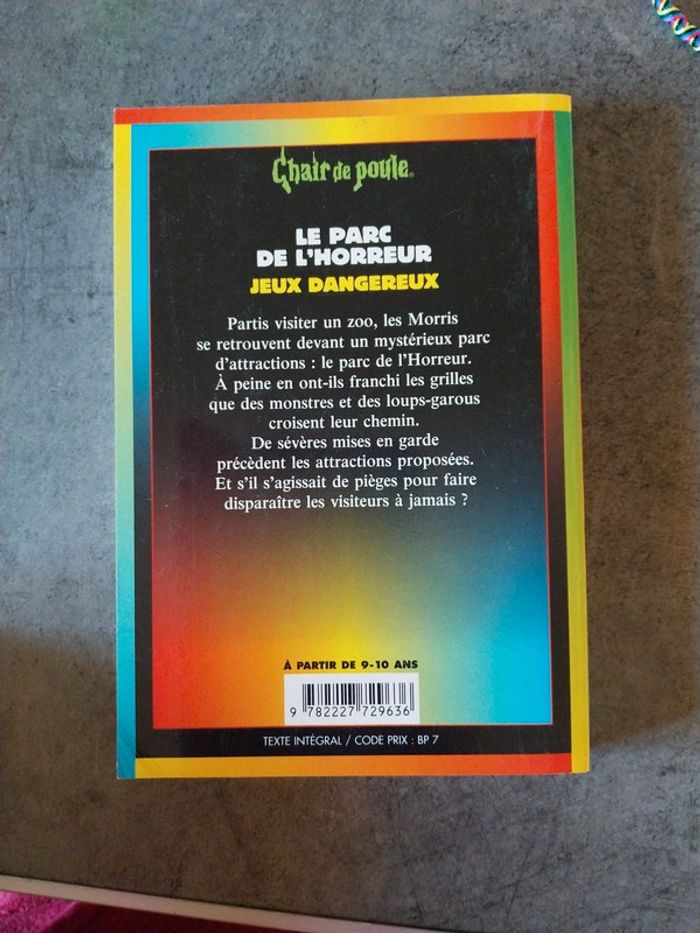 Chair de poule®
LE PARC
DE L'HORREUR
JEUX DANGEREUX
Partis visiter un zoo, les Morris
se retrouvent devant un mystérieux parc
d'attractions : le parc de l'Horreur.
À peine en ont-ils franchi les grilles
que des monstres et des loups-garous
croisent leur chemin.
De sévères mises en garde
précèdent les attractions proposées.
Et s'il s'agissait de pièges pour faire
disparaître les visiteurs à jamais ?
À PARTIR DE 9-10 ANS
9 782227 729636
TEXTE INTÉGRAL / CODE PRIX : BP 7